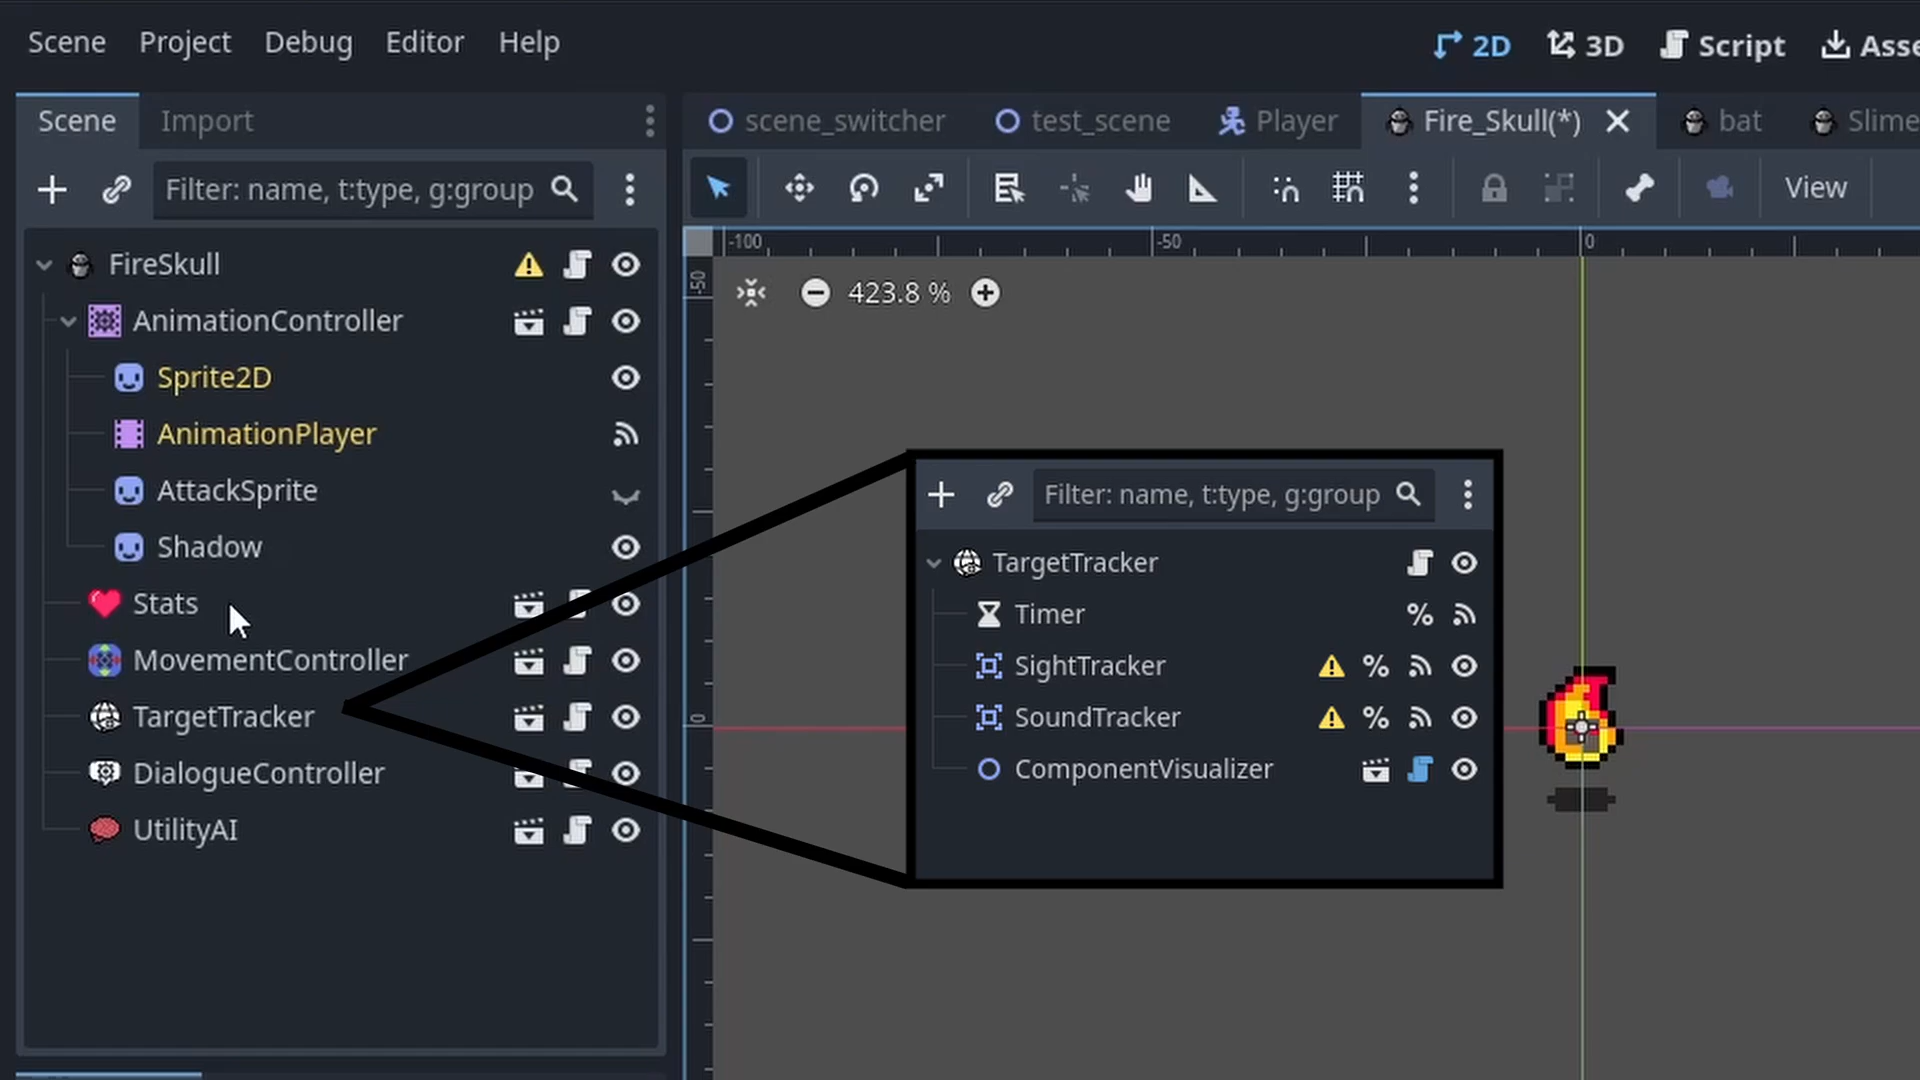 Scene Project Debug Editor Help
2D 3D Script Asse
Scene Import
scene_switcher test_scene Player Fire_Skull(*) bat Slime
Filter: name, t:type, g:group
View
-100 -50 0
-50
0
423.8 %
FireSkull
AnimationController
Sprite2D
AnimationPlayer
AttackSprite
Shadow
Stats
MovementController
TargetTracker
DialogueController
UtilityAI
Filter: name, t:type, g:group
TargetTracker
Timer
SightTracker
SoundTracker
ComponentVisualizer